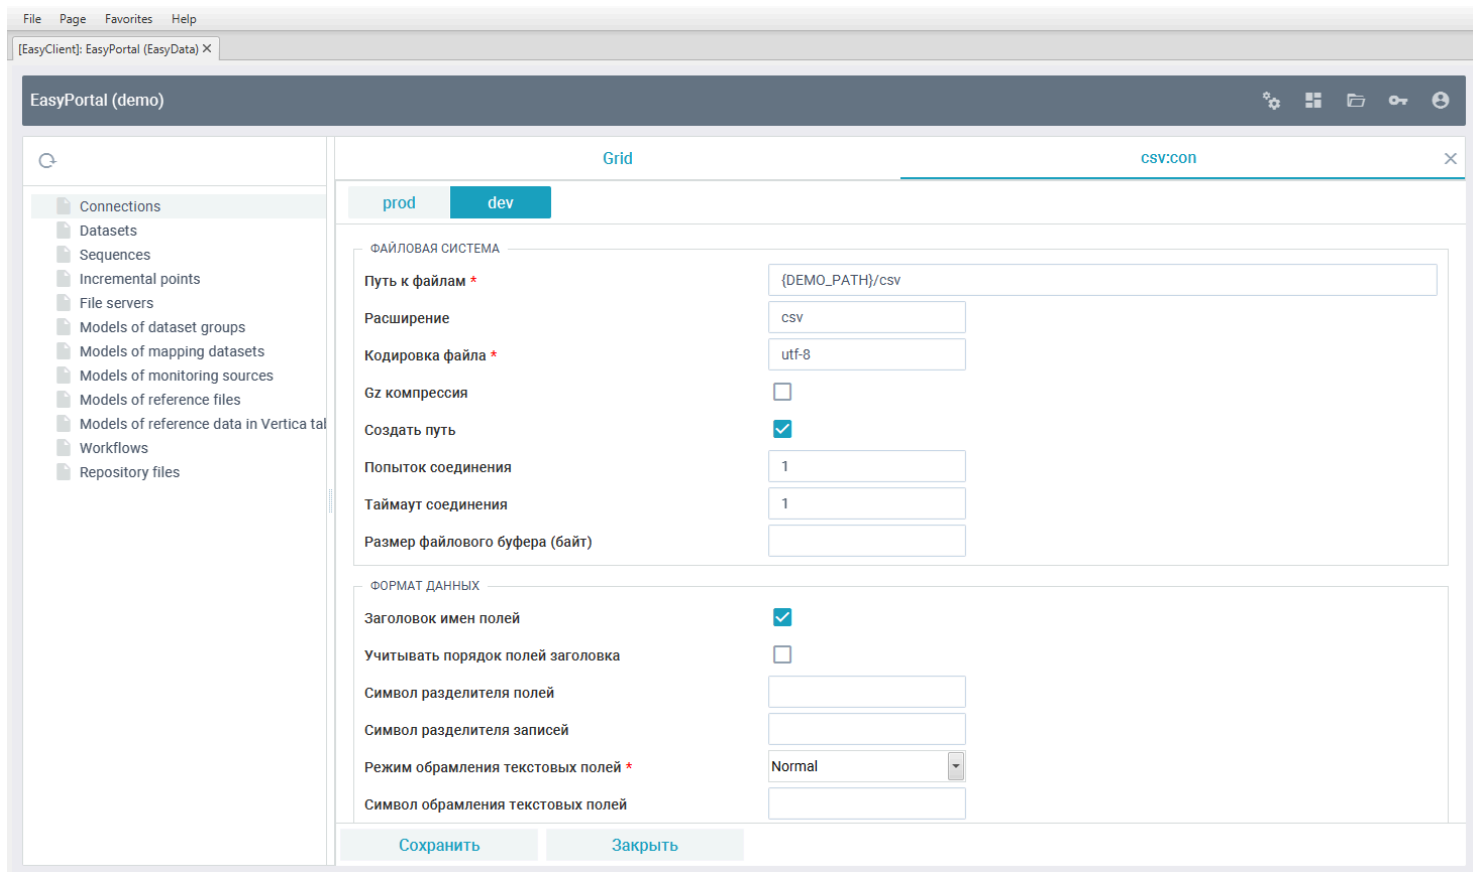 File Page Favorites Help
[EasyClient]: EasyPortal (EasyData)
EasyPortal (demo)
Grid
csv:con
Connections
Datasets
Sequences
Incremental points
File servers
Models of dataset groups
Models of mapping datasets
Models of monitoring sources
Models of reference files
Models of reference data in Vertica tal
Workflows
Repository files
prod dev
ФАЙЛОВАЯ СИСТЕМА
Путь к файлам * {DEMO_PATH}/csv
Расширение csv
Кодировка файла * utf-8
Gz компрессия
Создать путь
Попыток соединения 1
Таймаут соединения 1
Размер файлового буфера (байт)
ФОРМАТ ДАННЫХ
Заголовок имен полей
Учитывать порядок полей заголовка
Символ разделителя полей
Символ разделителя записей
Режим обрамления текстовых полей * Normal
Символ обрамления текстовых полей
Сохранить Закрыть